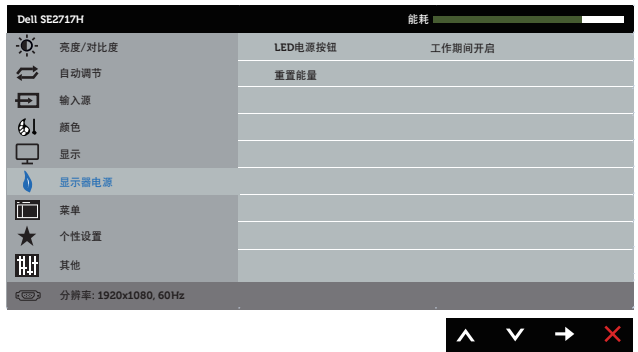 Dell SE2717H 能耗
亮度/对比度 LED电源按钮 工作期间开启
自动调节 重置能量
输入源
颜色
显示
显示器电源
菜单
个性设置
其他
分辨率: 1920x1080, 60Hz